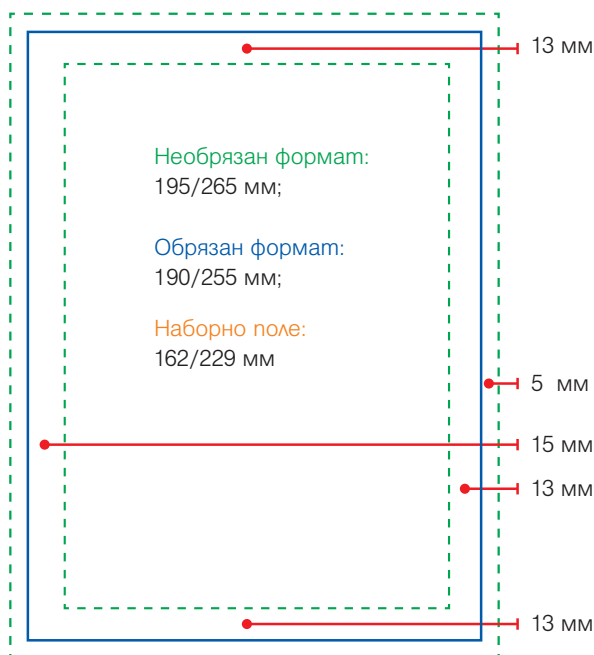 13 мм
Необрязан формат:
195/265 мм;
Обрязан формат:
190/255 мм;
Наборно поле:
162/229 мм
5 мм
15 мм
13 мм
13 мм